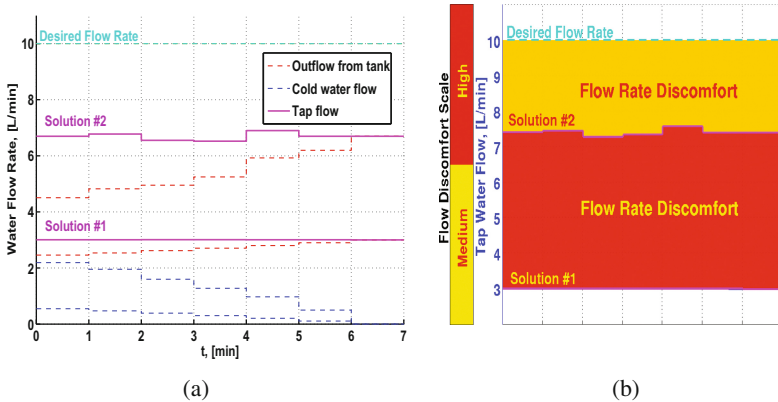 Desired Flow Rate
Outflow from tank
Cold water flow
Tap flow
Solution #2
Solution #1
Water Flow Rate, [L/min]
10
8
6
4
2
0
0 1 2 3 4 5 6 7
t, [min]
(a)
Flow Discomfort Scale
High
Medium
Tap Water Flow, [L/min]
10
9
8
7
6
5
4
3
Desired Flow Rate
Flow Rate Discomfort
Solution #2
Flow Rate Discomfort
Solution #1
(b)